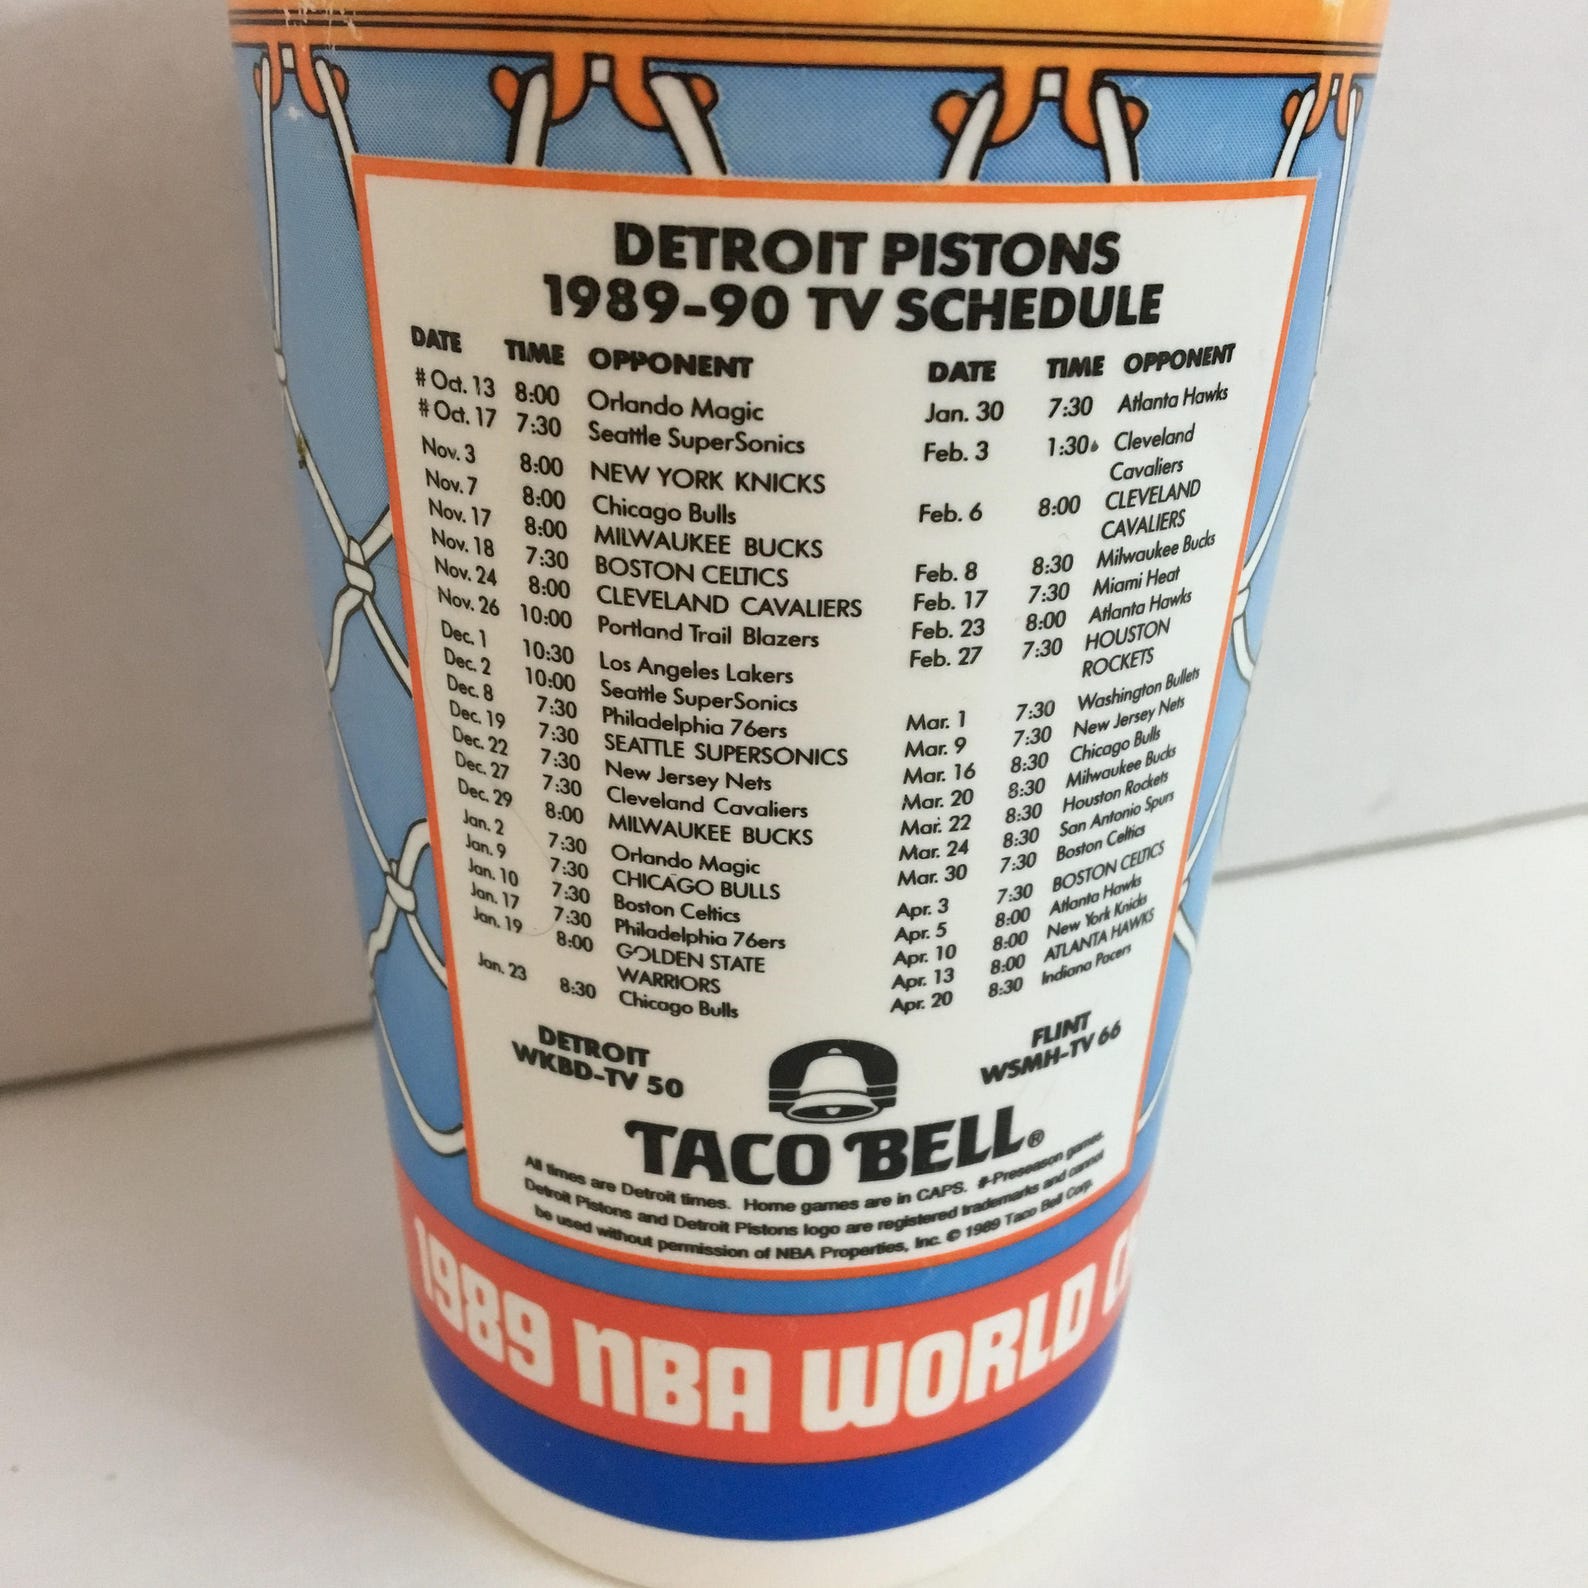 DETROIT PISTONS
1989-90 TV SCHEDULE
DATE TIME OPPONENT
# Oct. 13 8:00 Orlando Magic
# Oct. 17 7:30 Seattle SuperSonics
Nov. 3 8:00 NEW YORK KNICKS
Nov. 7 8:00 Chicago Bulls
Nov. 17 8:00 MILWAUKEE BUCKS
Nov. 18 7:30 BOSTON CELTICS
Nov. 24 8:00 CLEVELAND CAVALIERS
Nov. 26 10:00 Portland Trail Blazers
Dec. 1 10:30 Los Angeles Lakers
Dec. 2 10:00 Seattle SuperSonics
Dec. 8 7:30 Philadelphia 76ers
Dec. 19 7:30 SEATTLE SUPERSONICS
Dec. 22 7:30 New Jersey Nets
Dec. 27 7:30 Cleveland Cavaliers
Dec. 29 8:00 MILWAUKEE BUCKS
Jan. 2 7:30 Orlando Magic
Jan. 9 7:30 CHICAGO BULLS
Jan. 10 7:30 Boston Celtics
Jan. 17 7:30 Philadelphia 76ers
Jan. 19 8:00 GOLDEN STATE
WARRIORS
Jan. 23 8:30 Chicago Bulls
DATE TIME OPPONENT
Jan. 30 7:30 Atlanta Hawks
Feb. 3 1:30 Cleveland
Cavaliers
Feb. 6 8:00 CLEVELAND
CAVALIERS
Feb. 8 8:30 Milwaukee Bucks
Feb. 17 7:30 Miami Heat
Feb. 23 8:00 Atlanta Hawks
Feb. 27 7:30 HOUSTON
ROCKETS
Mar. 1 7:30 Washington Bullets
Mar. 9 7:30 New Jersey Nets
Mar. 16 8:30 Chicago Bulls
Mar. 20 8:30 Milwaukee Bucks
Mar. 22 8:30 Houston Rockets
Mar. 24 8:30 San Antonio Spurs
Mar. 30 7:30 Boston Celtics
Apr. 3 7:30 BOSTON CELTICS
Apr. 5 8:00 Atlanta Hawks
Apr. 10 8:00 New York Knicks
Apr. 13 8:00 ATLANTA HAWKS
Apr. 20 8:30 Indiana Pacers
DETROIT
WKBD-TV 50
FLINT
WSMH-TV 66
TACO BELL®
All times are Detroit times. Home games are in CAPS. #-Preseason games.
Detroit Pistons and Detroit Pistons logo are registered trademarks and cannot
be used without permission of NBA Properties, Inc. © 1989 Taco Bell Corp.
1989 NBA WORLD